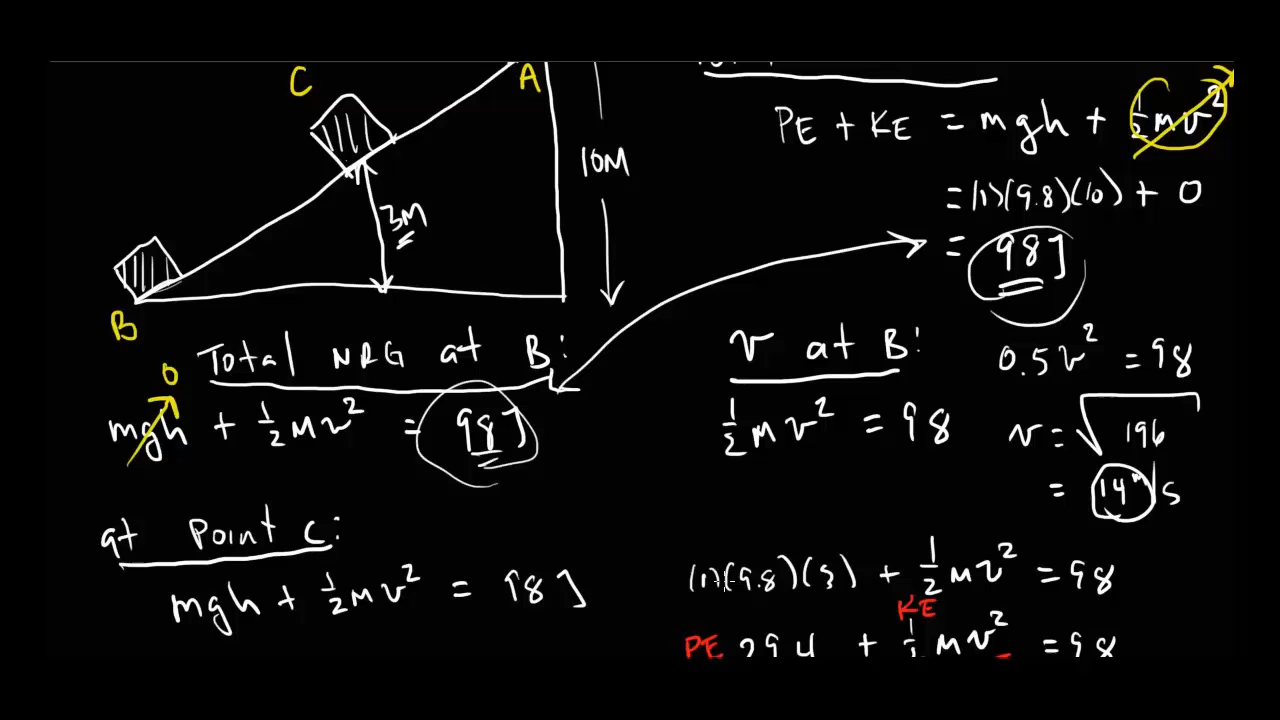 C
A
10M
3M
B
PE + KE = mgh + ½mv²
= (1)(9.8)(10) + 0
= 98J
Total NRG at B:
0
mgh + ½mv² = 98J
v at B:
½mv² = 98
0.5v² = 98
v = √196
= 14 m/s
at Point C:
mgh + ½mv² = 98J
(1)(9.8)(3) + ½mv² = 98
KE
PE 29.4 + ½mv² = 98